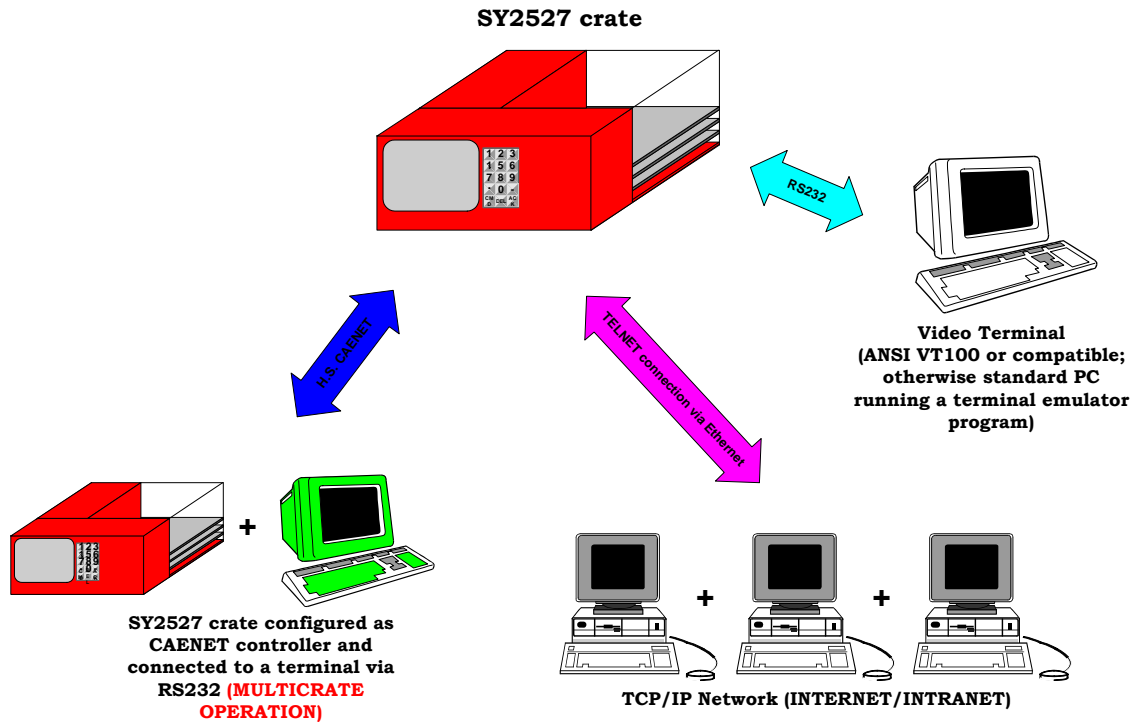 SY2527 crate
1 2 3
1 5 6
7 8 9
0
DEL
RS232
H.S. CAENET
TELNET connection via Ethernet
Video Terminal
(ANSI VT100 or compatible;
otherwise standard PC
running a terminal emulator
program)
+
SY2527 crate configured as
CAENET controller and
connected to a terminal via
RS232 (MULTICRATE
OPERATION)
+ +
TCP/IP Network (INTERNET/INTRANET)